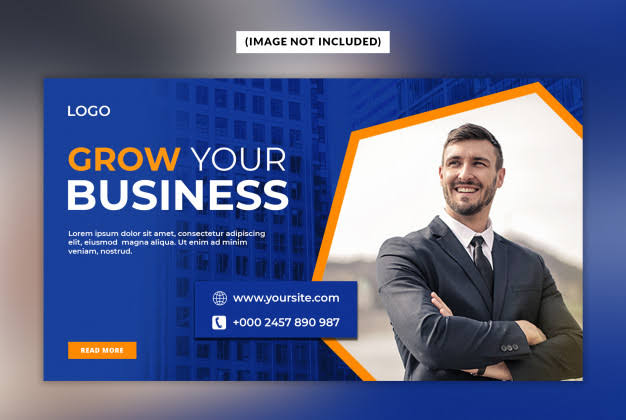 (IMAGE NOT INCLUDED)
LOGO
GROW YOUR
BUSINESS
Lorem ipsum dolor sit amet, consectetur adipiscing
elit, eiusmod magna aliqua. Ut enim ad minim
veniam, nostrud.
www.yoursite.com
+000 2457 890 987
READ MORE